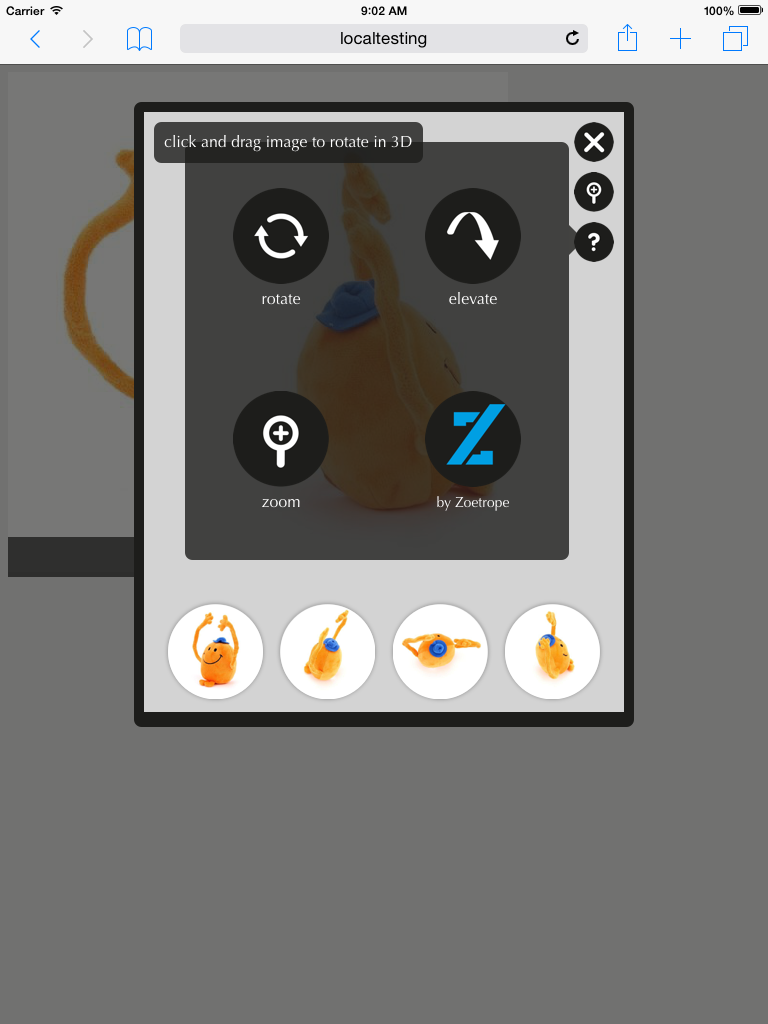 Carrier
9:02 AM
100%
localtesting
click and drag image to rotate in 3D
?
rotate
elevate
zoom
Z
by Zoetrope